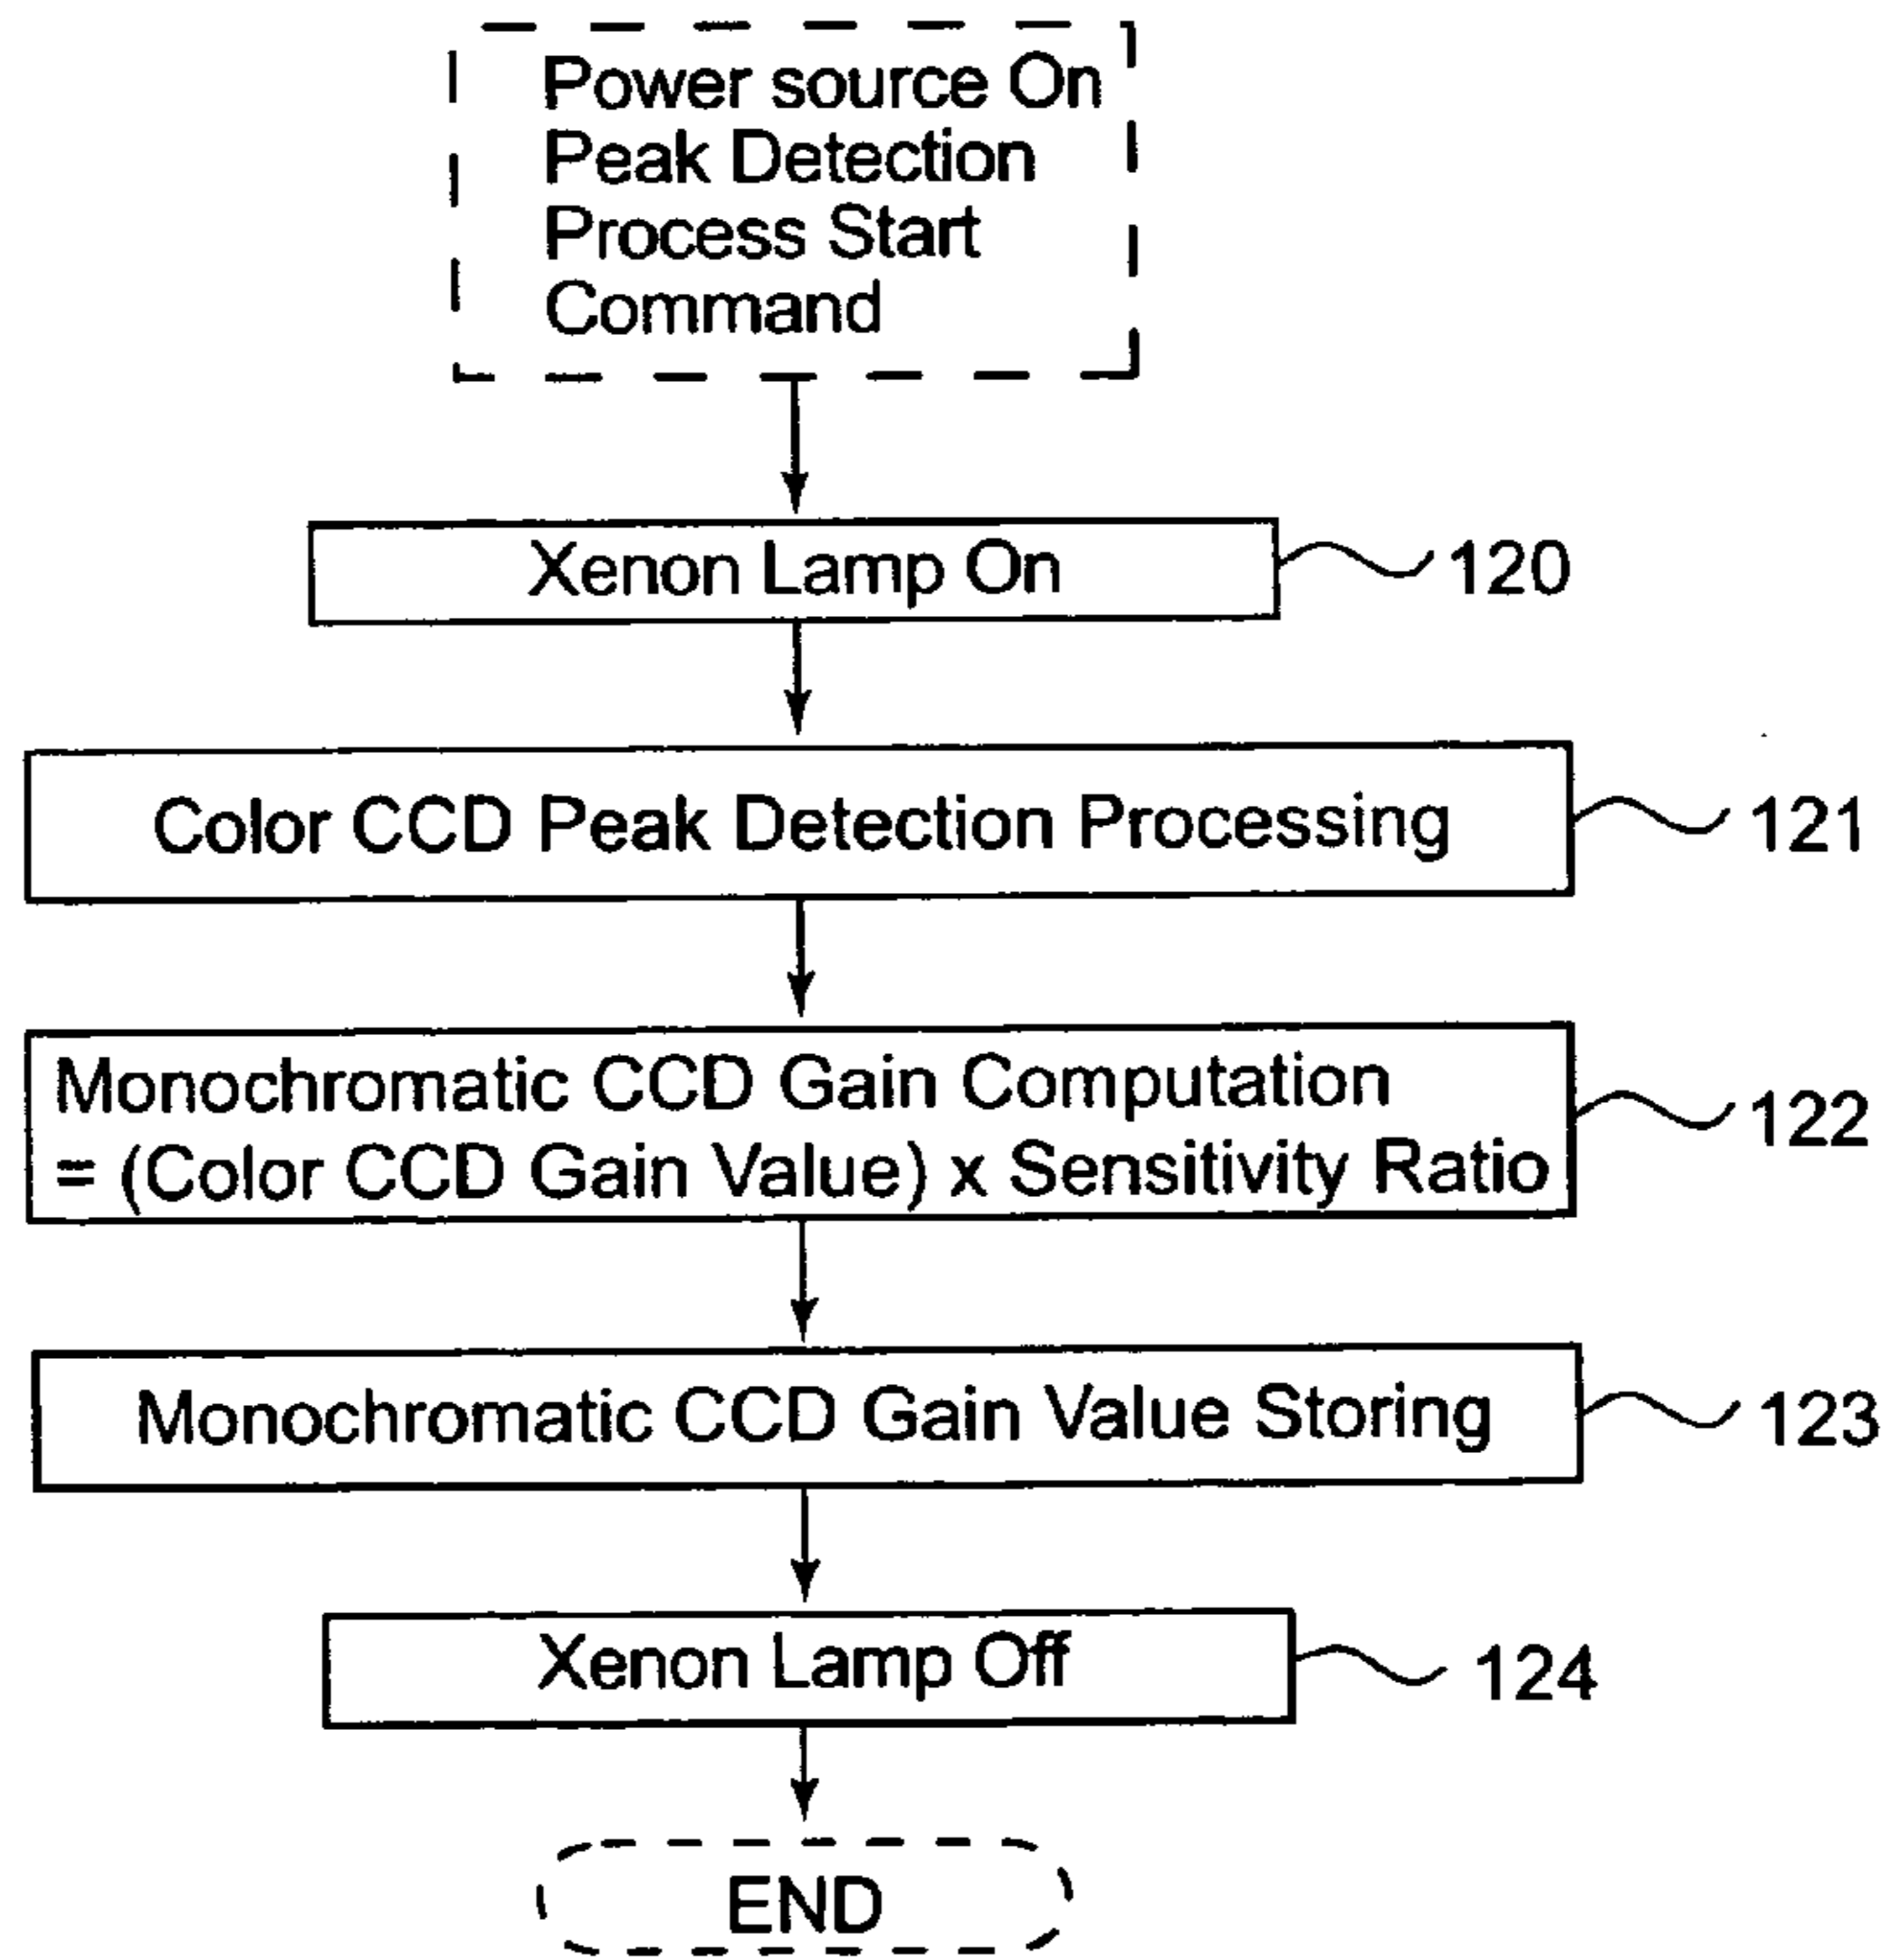 Power source On
Peak Detection
Process Start
Command
Xenon Lamp On
120
Color CCD Peak Detection Processing
121
Monochromatic CCD Gain Computation
= (Color CCD Gain Value) x Sensitivity Ratio
122
Monochromatic CCD Gain Value Storing
123
Xenon Lamp Off
124
END